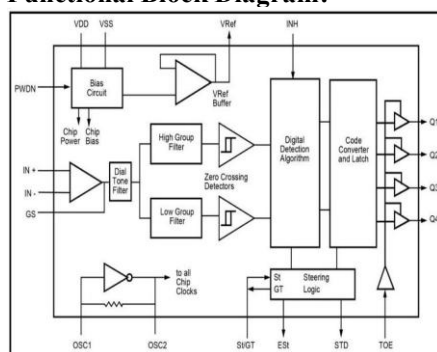 Functional Block Diagram:
VDD VSS VRef INH
PWDN
Bias
Circuit
VRef
Buffer
Chip
Power
Chip
Bias
High Group
Filter
Digital
Detection
Algorithm
Code
Converter
and Latch
Q1
Q2
Q3
Q4
IN +
IN -
GS
Dial
Tone
Filter
Zero Crossing
Detectors
Low Group
Filter
to all
Chip
Clocks
St
GT
Steering
Logic
OSC1 OSC2 St/GT ESt STD TOE